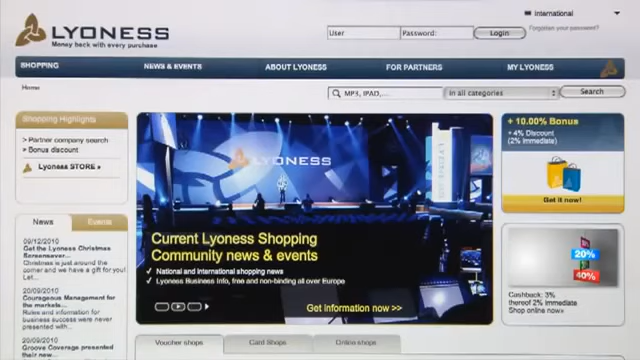 international
LYONESS
Money back with every purchase
User
Password:
Login
Forgotten your password?
SHOPPING
NEWS & EVENTS
ABOUT LYONESS
FOR PARTNERS
MY LYONESS
Home
MP3, IPAD,...
in all categories
Search
Shopping Highlights
> Partner company search
> Bonus discount
Lyoness STORE »
News
Events
09/12/2010
Get the Lyoness Christmas
Screensaver...
Christmas is just around the
corner and we have a gift for you!
Let...
20/09/2010
Courageous Management for
the markets...
Rules and information for
business success were never
presented with...
20/09/2010
Groove Coverage presented
their new...
LYONESS
LYONESS
Current Lyoness Shopping
Community news & events
✓ National and international shopping news
✓ Lyoness Business Info, free and non-binding all over Europe
Get information now >>
+ 10.00% Bonus
+ 4% Discount
(2% immediate)
Get it now!
20%
40%
Cashback: 3%
thereof 2% immediate
Shop online now»
Voucher shops
Card Shops
Online shops